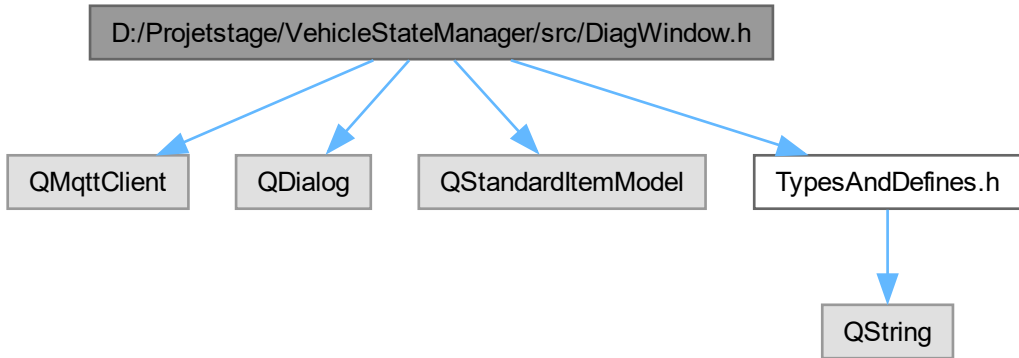 D:/Projetstage/VehicleStateManager/src/DiagWindow.h
QMqttClient
QDialog
QStandardItemModel
TypesAndDefines.h
QString